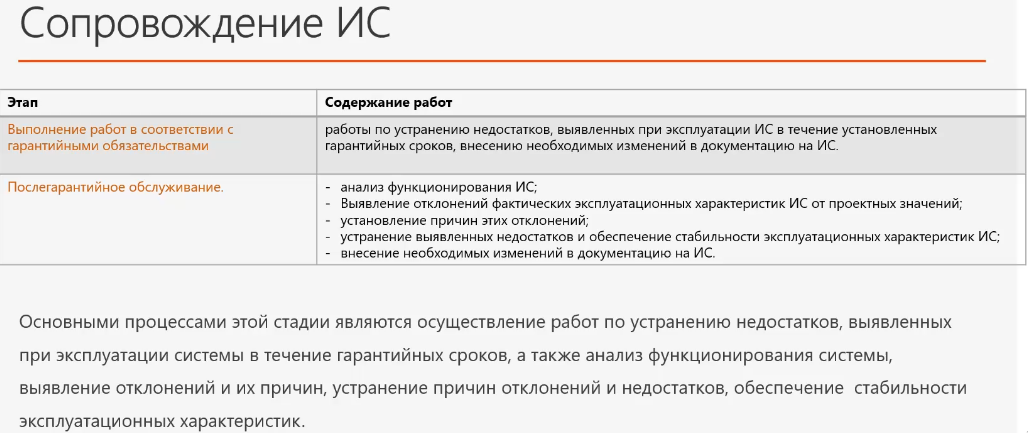 Сопровождение ИС
Этап
Содержание работ
Выполнение работ в соответствии с
гарантийными обязательствами
работы по устранению недостатков, выявленных при эксплуатации ИС в течение установленных
гарантийных сроков, внесению необходимых изменений в документацию на ИС.
Послегарантийное обслуживание.
- анализ функционирования ИС;
- Выявление отклонений фактических эксплуатационных характеристик ИС от проектных значений;
- установление причин этих отклонений;
- устранение выявленных недостатков и обеспечение стабильности эксплуатационных характеристик ИС;
- внесение необходимых изменений в документацию на ИС.
Основными процессами этой стадии являются осуществление работ по устранению недостатков, выявленных
при эксплуатации системы в течение гарантийных сроков, а также анализ функционирования системы,
выявление отклонений и их причин, устранение причин отклонений и недостатков, обеспечение стабильности
эксплуатационных характеристик.